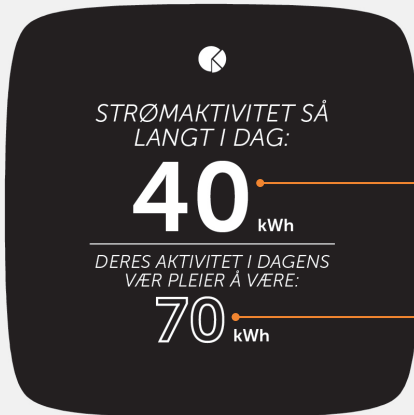 STRØMAKTIVITET SÅ
LANGT I DAG:
40 kWh
DERES AKTIVITET I DAGENS
VÆR PLEIER Å VÆRE:
70 kWh